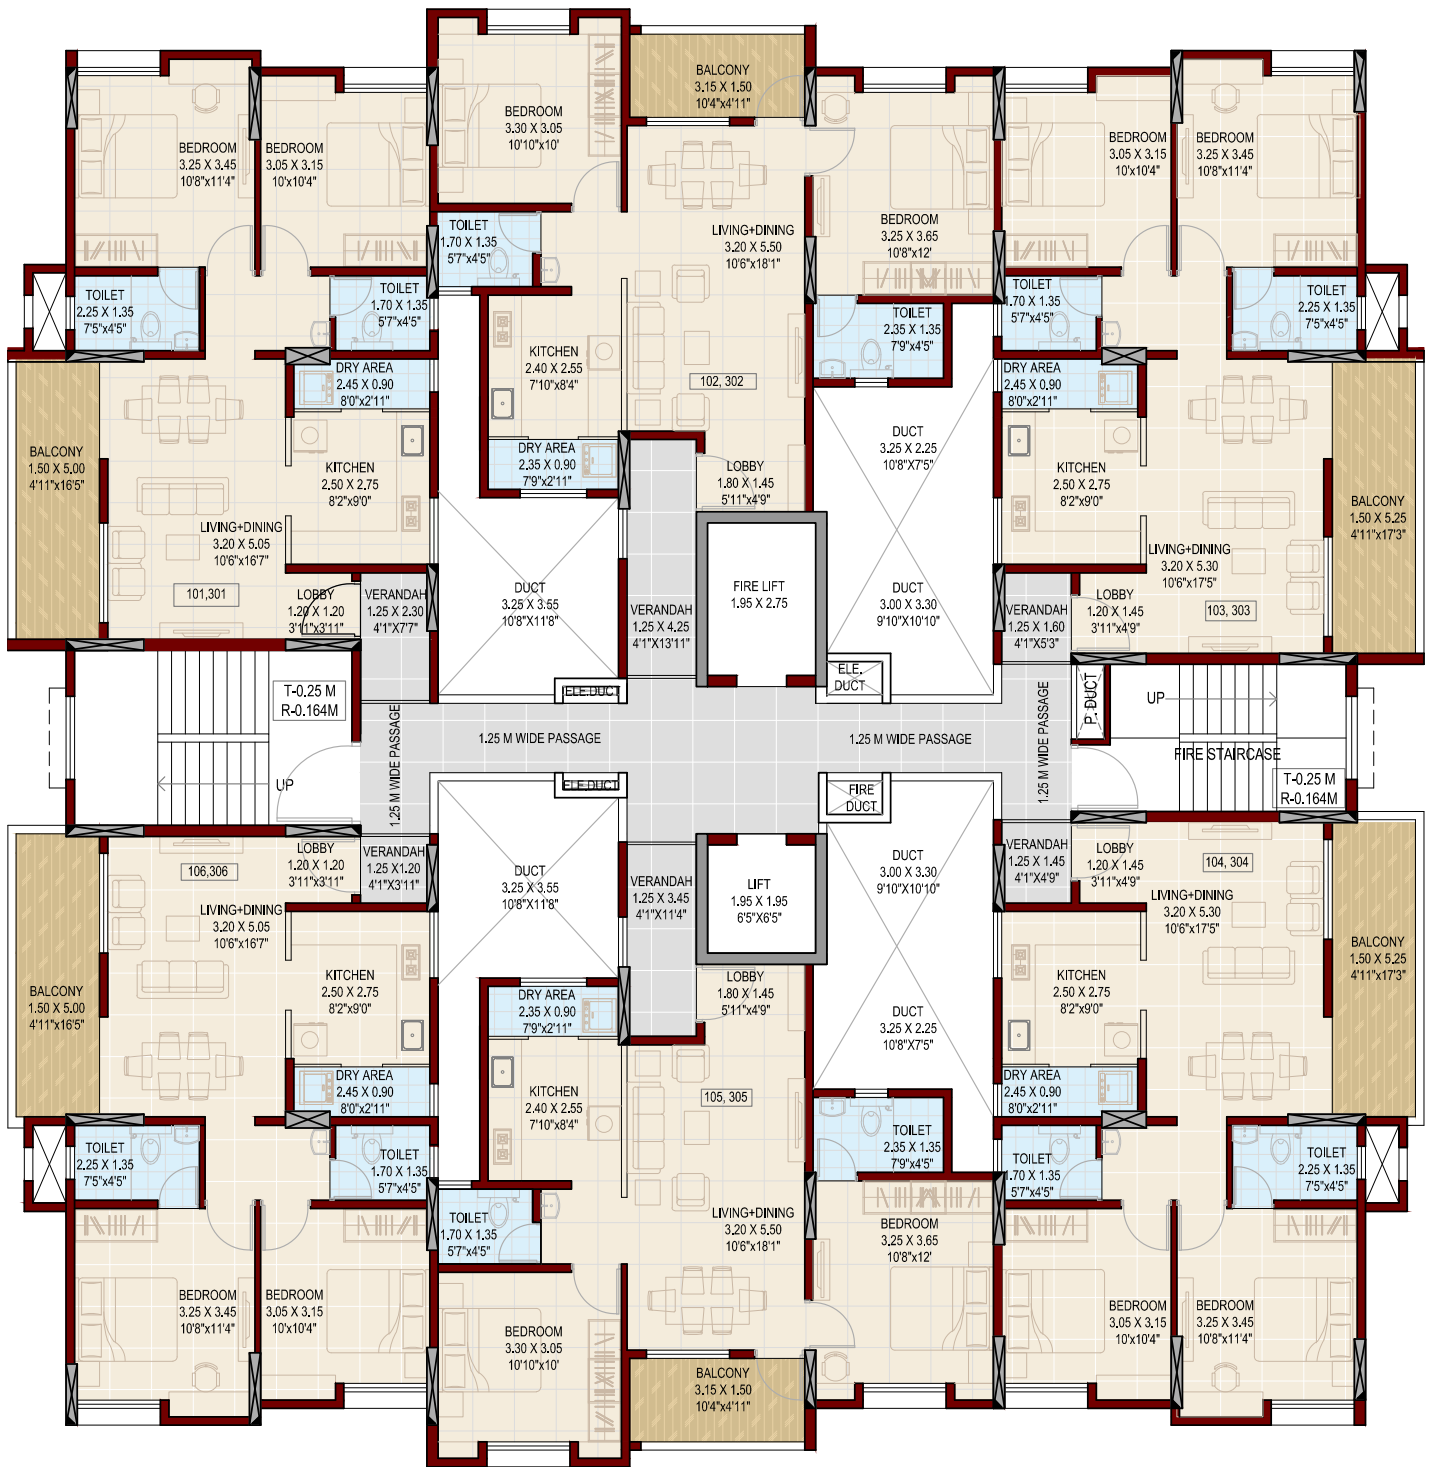 BEDROOM
3.25 X 3.45
10'8"x11'4"
BEDROOM
3.05 X 3.15
10'x10'4"
BEDROOM
3.30 X 3.05
10'10"x10'
BALCONY
3.15 X 1.50
10'4"x4'11"
BEDROOM
3.25 X 3.65
10'8"x12'
BEDROOM
3.05 X 3.15
10'x10'4"
BEDROOM
3.25 X 3.45
10'8"x11'4"
TOILET
2.25 X 1.35
7'5"x4'5"
TOILET
1.70 X 1.35
5'7"x4'5"
TOILET
1.70 X 1.35
5'7"x4'5"
LIVING+DINING
3.20 X 5.50
10'6"x18'1"
TOILET
2.35 X 1.35
7'9"x4'5"
TOILET
1.70 X 1.35
5'7"x4'5"
TOILET
2.25 X 1.35
7'5"x4'5"
DRY AREA
2.45 X 0.90
8'0"x2'11"
KITCHEN
2.40 X 2.55
7'10"x8'4"
102, 302
DRY AREA
2.45 X 0.90
8'0"x2'11"
BALCONY
1.50 X 5.00
4'11"x16'5"
KITCHEN
2.50 X 2.75
8'2"x9'0"
DRY AREA
2.35 X 0.90
7'9"x2'11"
LOBBY
1.80 X 1.45
5'11"x4'9"
DUCT
3.25 X 2.25
10'8"X7'5"
KITCHEN
2.50 X 2.75
8'2"x9'0"
BALCONY
1.50 X 5.25
4'11"x17'3"
LIVING+DINING
3.20 X 5.05
10'6"x16'7"
101,301
LOBBY
1.20 X 1.20
3'11"x3'11"
VERANDAH
1.25 X 2.30
4'1"X7'7"
DUCT
3.25 X 3.55
10'8"X11'8"
VERANDAH
1.25 X 4.25
4'1"X13'11"
FIRE LIFT
1.95 X 2.75
DUCT
3.00 X 3.30
9'10"X10'10"
VERANDAH
1.25 X 1.60
4'1"X5'3"
LIVING+DINING
3.20 X 5.30
10'6"x17'5"
LOBBY
1.20 X 1.45
3'11"x4'9"
103, 303
T-0.25 M
R-0.164M
UP
1.25 M WIDE PASSAGE
ELE.DUCT
1.25 M WIDE PASSAGE
ELE.DUCT
ELE.
DUCT
1.25 M WIDE PASSAGE
FIRE
DUCT
1.25 M WIDE PASSAGE
P. DUCT
UP
FIRE STAIRCASE
T-0.25 M
R-0.164M
106,306
LOBBY
1.20 X 1.20
3'11"x3'11"
VERANDAH
1.25 X1.20
4'1"X3'11"
DUCT
3.25 X 3.55
10'8"X11'8"
VERANDAH
1.25 X 3.45
4'1"X11'4"
LIFT
1.95 X 1.95
6'5"X6'5"
DUCT
3.00 X 3.30
9'10"X10'10"
VERANDAH
1.25 X 1.45
4'1"X4'9"
LOBBY
1.20 X 1.45
3'11"x4'9"
104, 304
LIVING+DINING
3.20 X 5.05
10'6"x16'7"
LIVING+DINING
3.20 X 5.30
10'6"x17'5"
BALCONY
1.50 X 5.00
4'11"x16'5"
KITCHEN
2.50 X 2.75
8'2"x9'0"
DRY AREA
2.35 X 0.90
7'9"x2'11"
LOBBY
1.80 X 1.45
5'11"x4'9"
DUCT
3.25 X 2.25
10'8"X7'5"
KITCHEN
2.50 X 2.75
8'2"x9'0"
BALCONY
1.50 X 5.25
4'11"x17'3"
DRY AREA
2.45 X 0.90
8'0"x2'11"
KITCHEN
2.40 X 2.55
7'10"x8'4"
105, 305
DRY AREA
2.45 X 0.90
8'0"x2'11"
TOILET
2.25 X 1.35
7'5"x4'5"
TOILET
1.70 X 1.35
5'7"x4'5"
TOILET
1.70 X 1.35
5'7"x4'5"
LIVING+DINING
3.20 X 5.50
10'6"x18'1"
TOILET
2.35 X 1.35
7'9"x4'5"
TOILET
1.70 X 1.35
5'7"x4'5"
TOILET
2.25 X 1.35
7'5"x4'5"
BEDROOM
3.25 X 3.45
10'8"x11'4"
BEDROOM
3.05 X 3.15
10'x10'4"
BEDROOM
3.30 X 3.05
10'10"x10'
BALCONY
3.15 X 1.50
10'4"x4'11"
BEDROOM
3.25 X 3.65
10'8"x12'
BEDROOM
3.05 X 3.15
10'x10'4"
BEDROOM
3.25 X 3.45
10'8"x11'4"